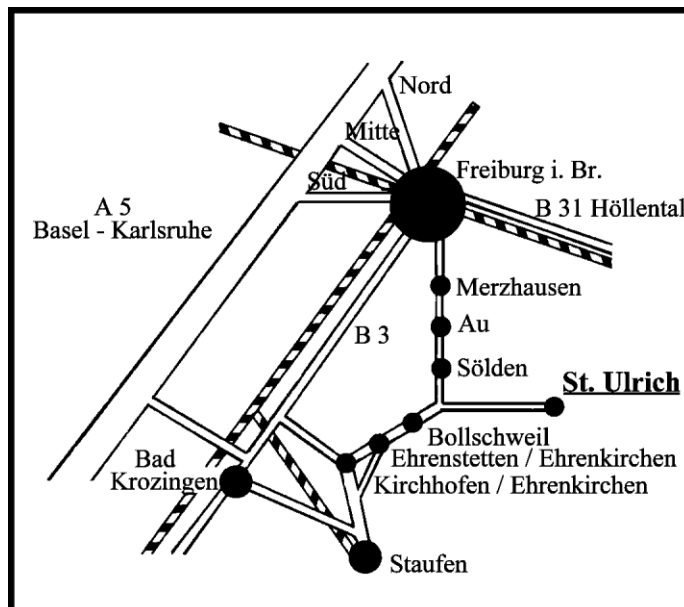 Nord
Mitte
Freiburg i. Br.
Süd
B 31 Höllental
A 5
Basel - Karlsruhe
Merzhausen
Au
B 3
Sölden
St. Ulrich
Bollschweil
Bad
Krozingen
Ehrenstetten / Ehrenkirchen
Kirchhofen / Ehrenkirchen
Staufen